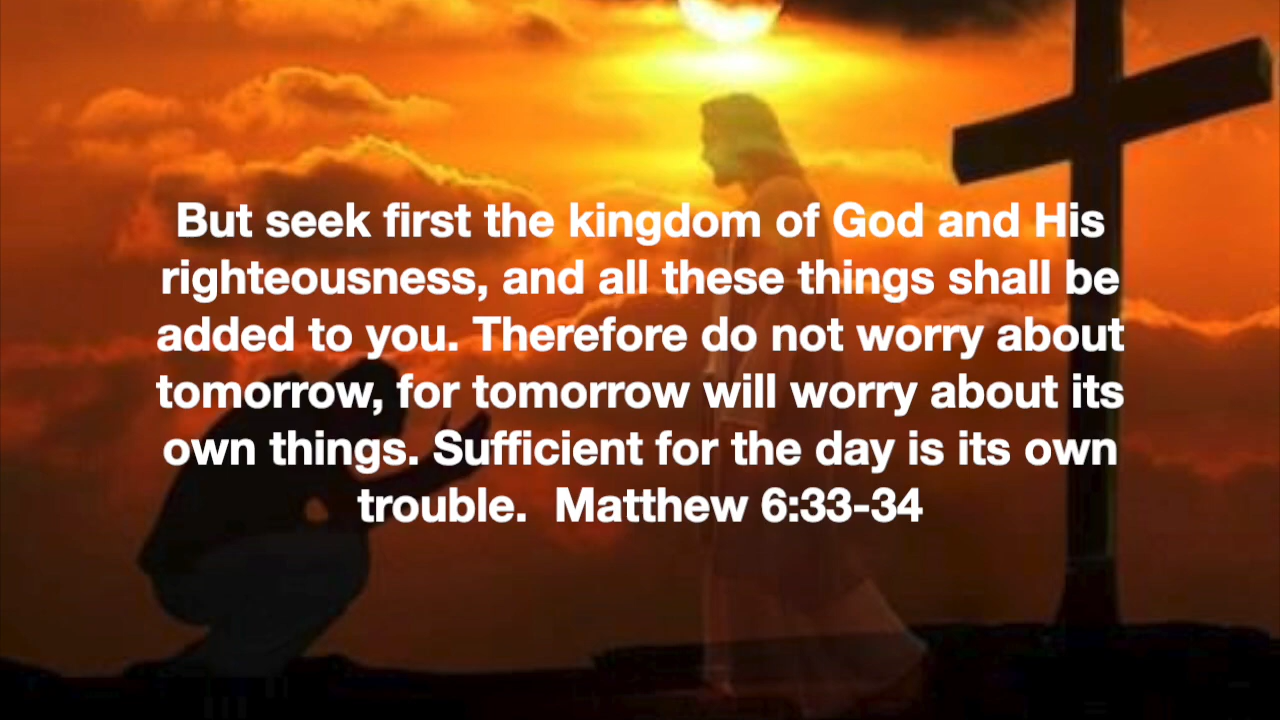 But seek first the kingdom of God and His
righteousness, and all these things shall be
added to you. Therefore do not worry about
tomorrow, for tomorrow will worry about its
own things. Sufficient for the day is its own
trouble.  Matthew 6:33-34